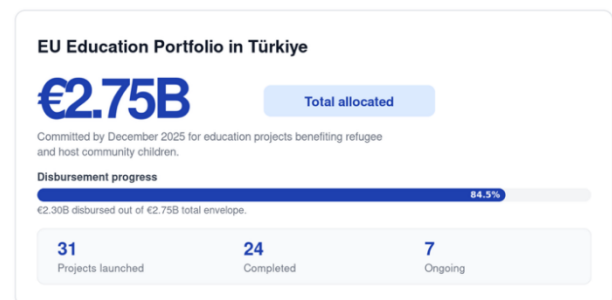 EU Education Portfolio in Türkiye
€2.75B
Total allocated
Committed by December 2025 for education projects benefiting refugee
and host community children.
Disbursement progress
84.5%
€2.30B disbursed out of €2.75B total envelope.
31
Projects launched
24
Completed
7
Ongoing